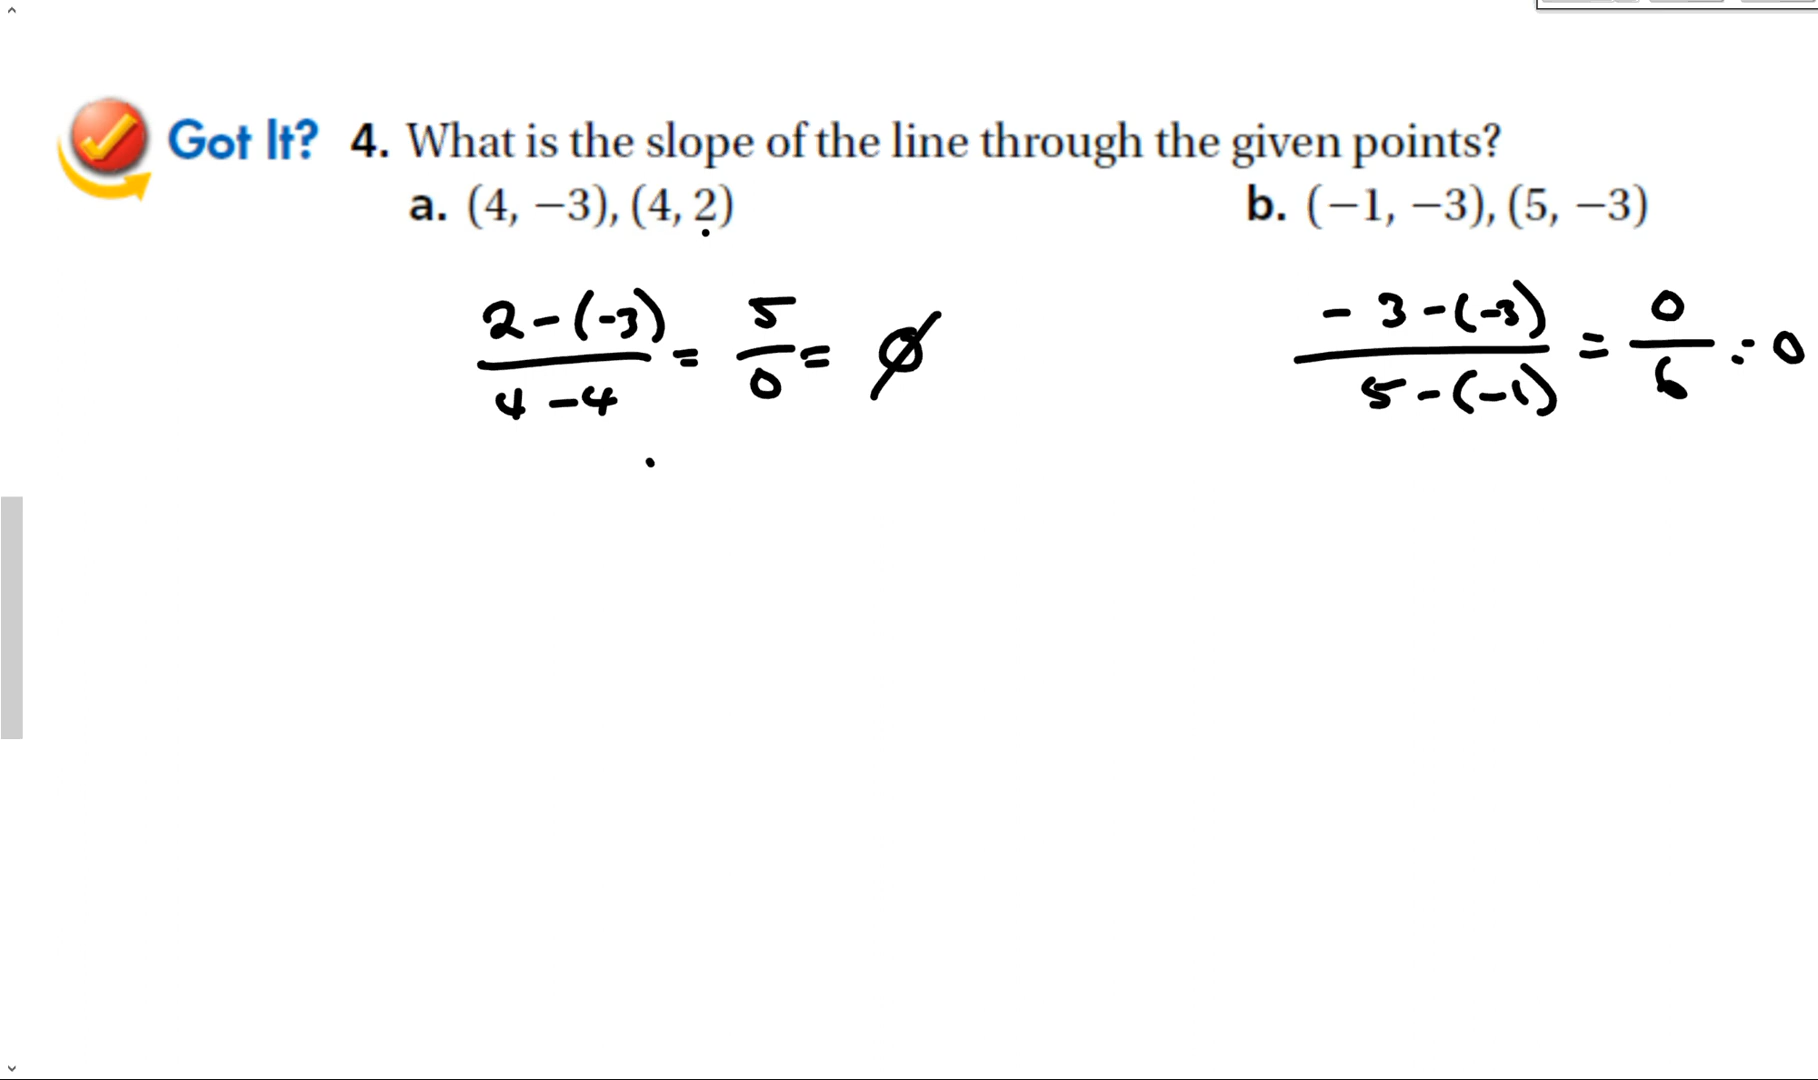 Got It? 4. What is the slope of the line through the given points?
a. (4, −3), (4, 2) b. (−1, −3), (5, −3)
2-(-3) / 4-4 = 5/0 = ∅
-3-(-3) / 5-(-1) = 0/6 = 0